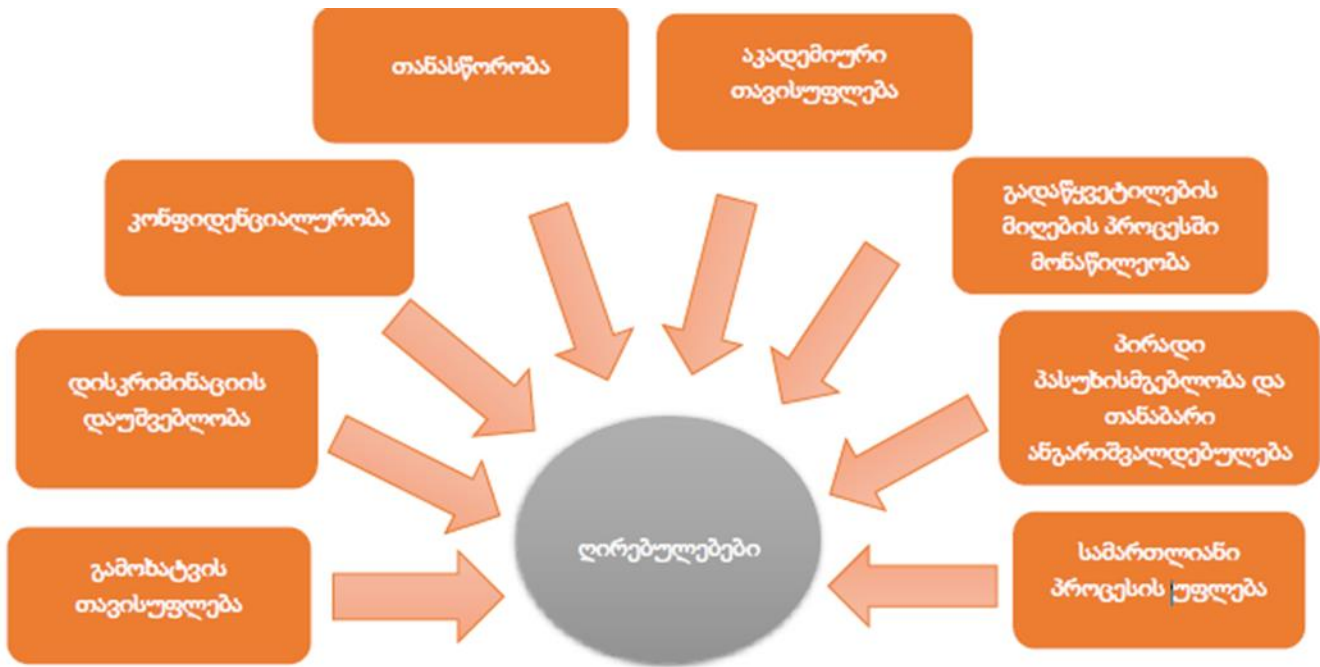 თანასწორობა
აკადემიური
თავისუფლება
კონფიდენციალურობა
გადაწყვეტილების
მიღების პროცესში
მონაწილეობა
დისკრიმინაციის
დაუშვებლობა
პირადი
პასუხისმგებლობა და
თანაბარი
ანგარიშვალდებულება
გამოხატვის
თავისუფლება
ღირებულებები
სამართლიანი
პროცესის უფლება